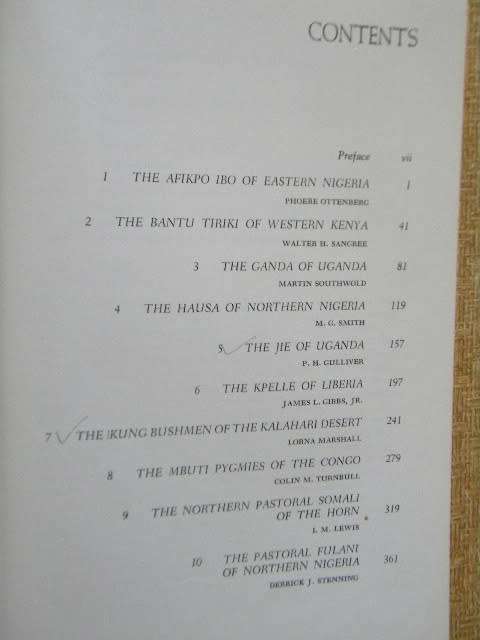 CONTENTS
Preface vii
1 THE AFIKPO IBO OF EASTERN NIGERIA 1
PHOEBE OTTENBERG
2 THE BANTU TIRIKI OF WESTERN KENYA 41
WALTER H. SANGREE
3 THE GANDA OF UGANDA 81
MARTIN SOUTHWOLD
4 THE HAUSA OF NORTHERN NIGERIA 119
M. G. SMITH
5 THE JIE OF UGANDA 157
P. H. GULLIVER
6 THE KPELLE OF LIBERIA 197
JAMES L. GIBBS, JR.
7 THE !KUNG BUSHMEN OF THE KALAHARI DESERT 241
LORNA MARSHALL
8 THE MBUTI PYGMIES OF THE CONGO 279
COLIN M. TURNBULL
9 THE NORTHERN PASTORAL SOMALI
OF THE HORN 319
I. M. LEWIS
10 THE PASTORAL FULANI
OF NORTHERN NIGERIA 361
DERRICK J. STENNING